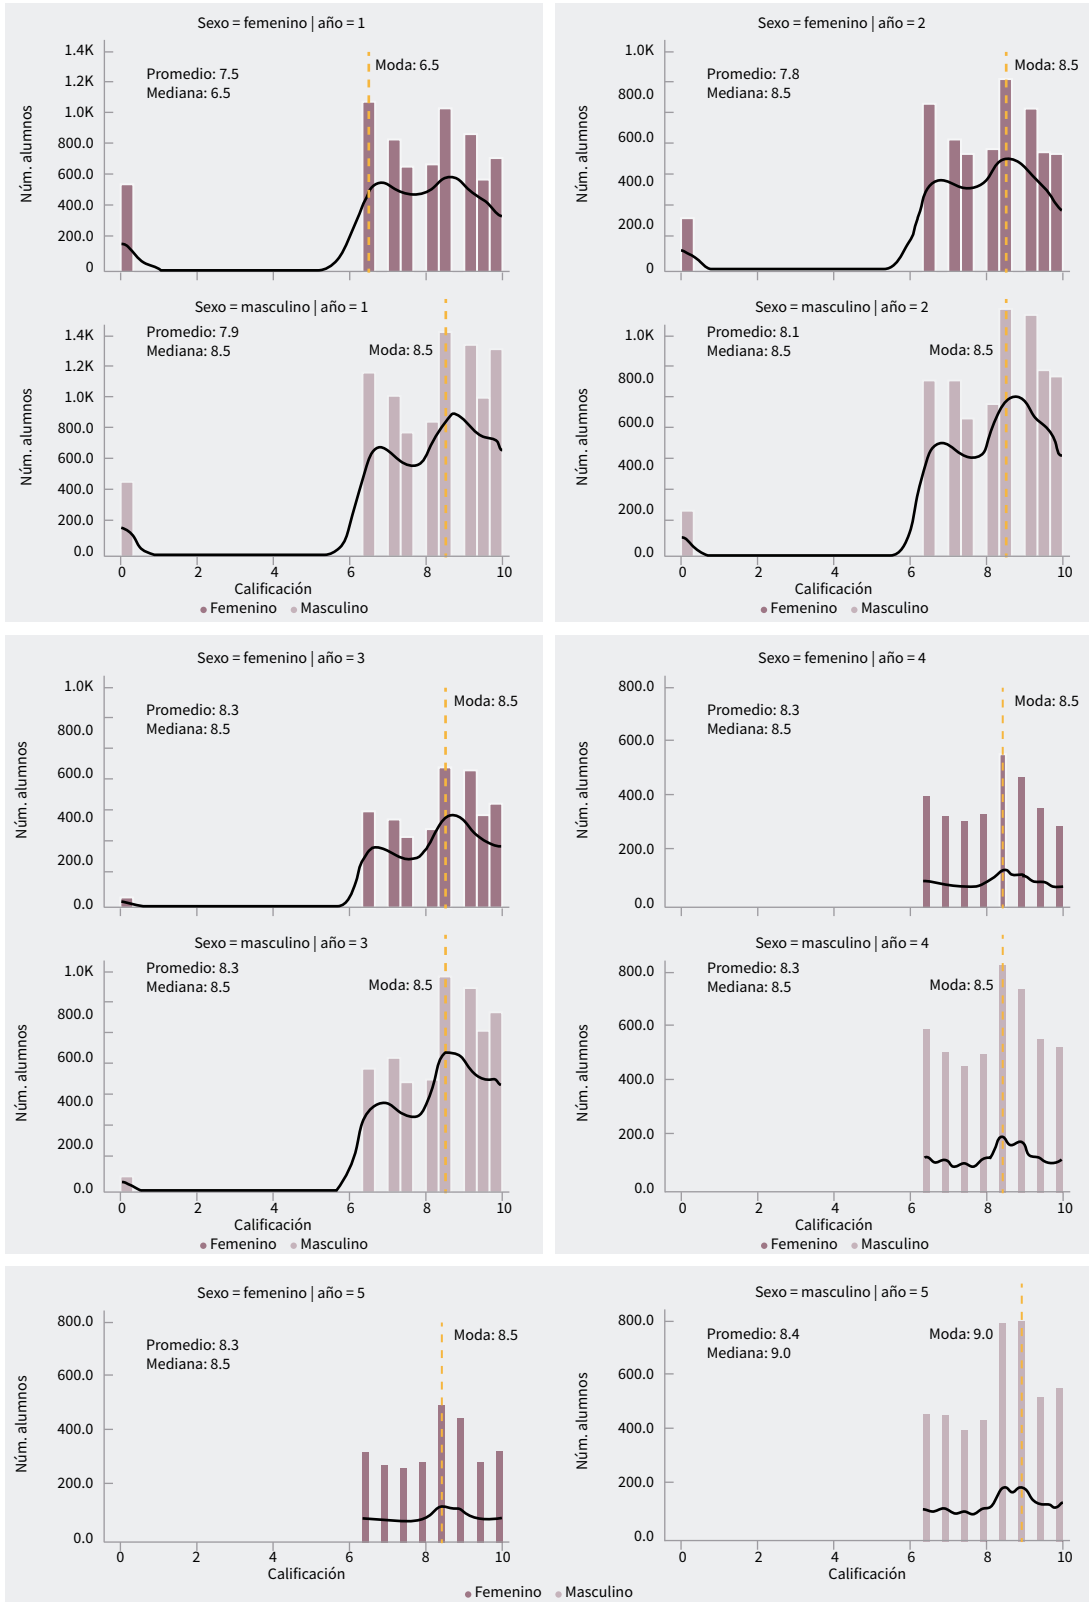 Sexo = femenino | año = 1
1.4K
1.2K
1.0K
800.0
600.0
400.0
200.0
0
Núm. alumnos
Promedio: 7.5
Mediana: 6.5
Moda: 6.5
Sexo = masculino | año = 1
1.4K
1.2K
1.0K
800.0
600.0
400.0
200.0
0.0
Núm. alumnos
Promedio: 7.9
Mediana: 8.5
Moda: 8.5
0 2 4 6 8 10
Calificación
Femenino Masculino
Sexo = femenino | año = 2
1.0K
800.0
600.0
400.0
200.0
0
Núm. alumnos
Promedio: 7.8
Mediana: 8.5
Moda: 8.5
Sexo = masculino | año = 2
1.0K
800.0
600.0
400.0
200.0
0.0
Núm. alumnos
Promedio: 8.1
Mediana: 8.5
Moda: 8.5
0 2 4 6 8 10
Calificación
Femenino Masculino
Sexo = femenino | año = 3
1.0K
800.0
600.0
400.0
200.0
0.0
Núm. alumnos
Promedio: 8.3
Mediana: 8.5
Moda: 8.5
Sexo = masculino | año = 3
1.0K
800.0
600.0
400.0
200.0
0.0
Núm. alumnos
Promedio: 8.3
Mediana: 8.5
Moda: 8.5
0 2 4 6 8 10
Calificación
Femenino Masculino
Sexo = femenino | año = 4
800.0
600.0
400.0
200.0
0.0
Núm. alumnos
Promedio: 8.3
Mediana: 8.5
Moda: 8.5
Sexo = masculino | año = 4
800.0
600.0
400.0
200.0
0.0
Núm. alumnos
Promedio: 8.3
Mediana: 8.5
Moda: 8.5
0 2 4 6 8 10
Calificación
Femenino Masculino
Sexo = femenino | año = 5
800.0
600.0
400.0
200.0
0.0
Núm. alumnos
Promedio: 8.3
Mediana: 8.5
Moda: 8.5
0 2 4 6 8 10
Calificación
Sexo = masculino | año = 5
800.0
600.0
400.0
200.0
0.0
Núm. alumnos
Promedio: 8.4
Mediana: 9.0
Moda: 9.0
0 2 4 6 8 10
Calificación
Femenino Masculino